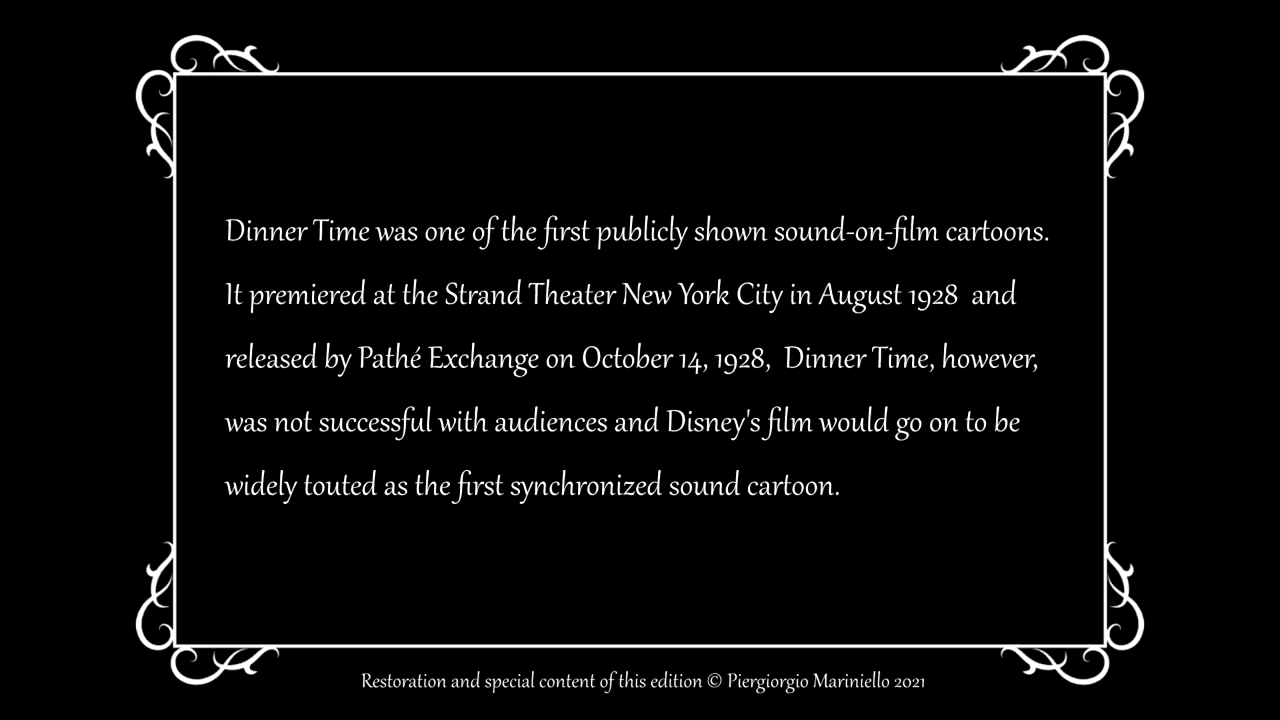 Dinner Time was one of the first publicly shown sound-on-film cartoons.
It premiered at the Strand Theater New York City in August 1928  and
released by Pathé Exchange on October 14, 1928,  Dinner Time, however,
was not successful with audiences and Disney's film would go on to be
widely touted as the first synchronized sound cartoon.
Restoration and special content of this edition © Piergiorgio Mariniello 2021